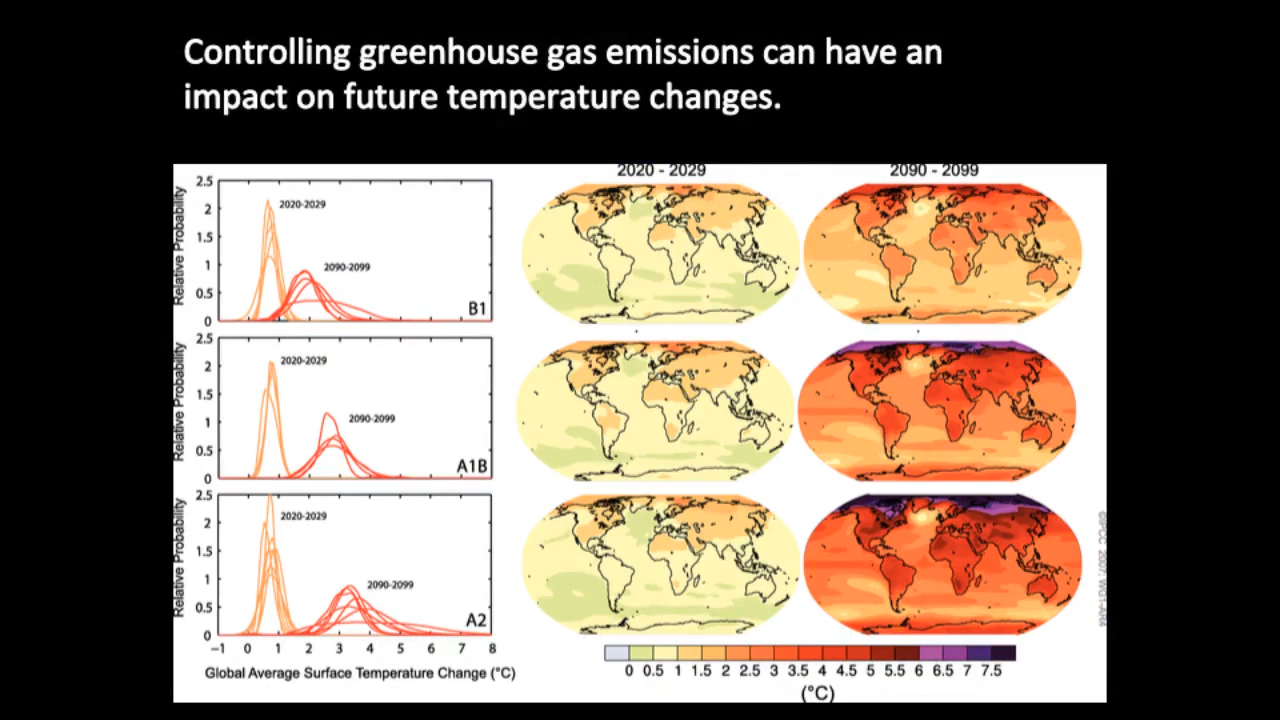 Controlling greenhouse gas emissions can have an
impact on future temperature changes.
2020 - 2029
2090 - 2099
2.5
2
1.5
1
0.5
0
Relative Probability
2020-2029
2090-2099
B1
2.5
2
1.5
1
0.5
0
Relative Probability
2020-2029
2090-2099
A1B
2.5
2
1.5
1
0.5
0
Relative Probability
2020-2029
2090-2099
A2
−1 0 1 2 3 4 5 6 7 8
Global Average Surface Temperature Change (°C)
0 0.5 1 1.5 2 2.5 3 3.5 4 4.5 5 5.5 6 6.5 7 7.5
(°C)
©IPCC 2007: WG1-AR4